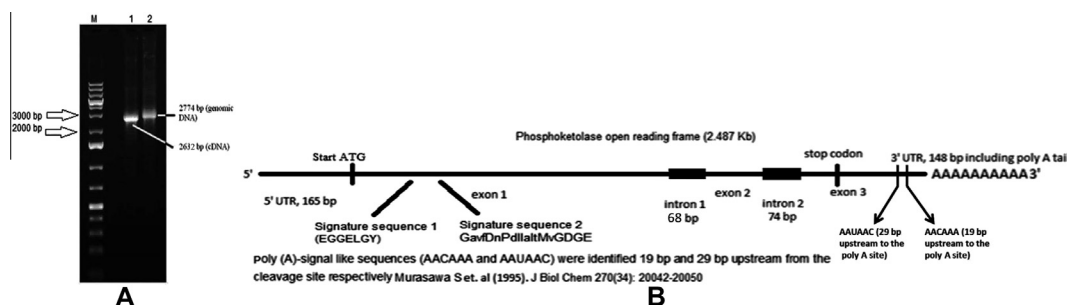 M 1 2
3000 bp
2000 bp
2774 bp (genomic
DNA)
2632 bp (cDNA)
A
Phosphoketolase open reading frame (2.487 Kb)
Start ATG
stop codon
3' UTR, 148 bp including poly A tail
5'
AAAAAAAAAA3'
5' UTR, 165 bp
exon 1
exon 2
exon 3
intron 1
68 bp
intron 2
74 bp
Signature sequence 1
(EGGELGY)
Signature sequence 2
GavfDnPdllaltMvGDGE
AAUAAC (29 bp
upstream to the
poly A site)
AACAAA (19 bp
upstream to the
poly A site)
poly (A)-signal like sequences (AACAAA and AAUAAC) were identified 19 bp and 29 bp upstream from the
cleavage site respectively Murasawa S et. al (1995). J Biol Chem 270(34): 20042-20050
B